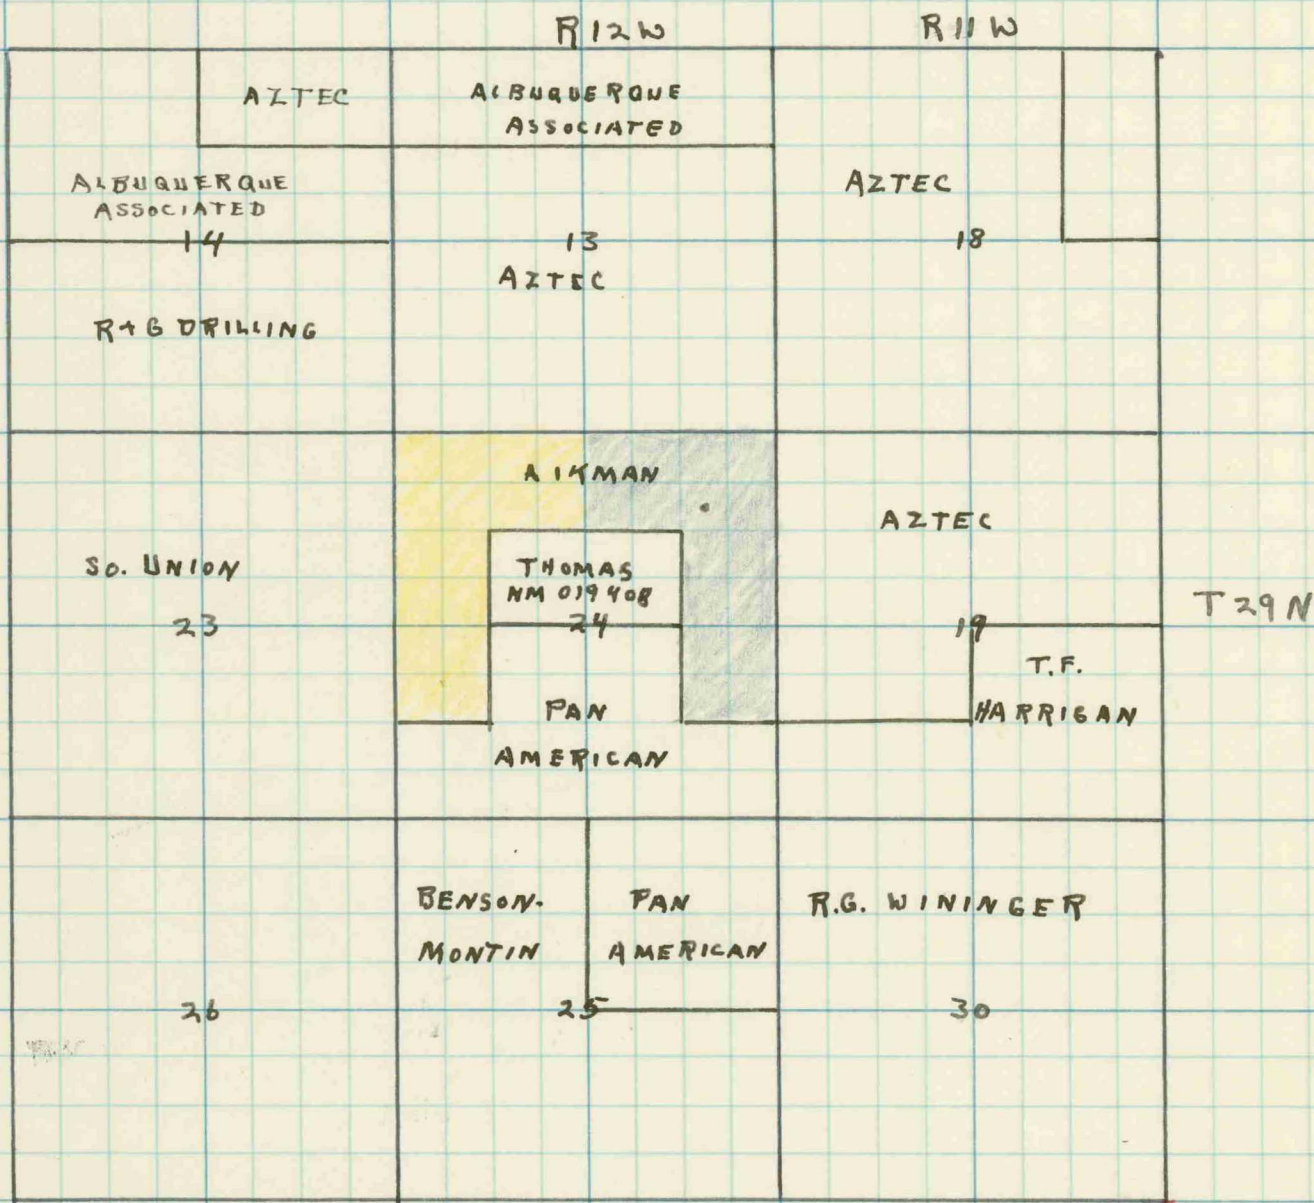 R12W R11W
AZTEC
ALBUQUERQUE
ASSOCIATED
ALBUQUERQUE
ASSOCIATED
AZTEC
14
13
18
AZTEC
R+G DRILLING
AIKMAN
AZTEC
SO. UNION
THOMAS
NM 019408
T29N
23
24
19
T.F.
HARRIGAN
PAN
AMERICAN
BENSON-
MONTIN
PAN
AMERICAN
R.G. WININGER
26
25
30